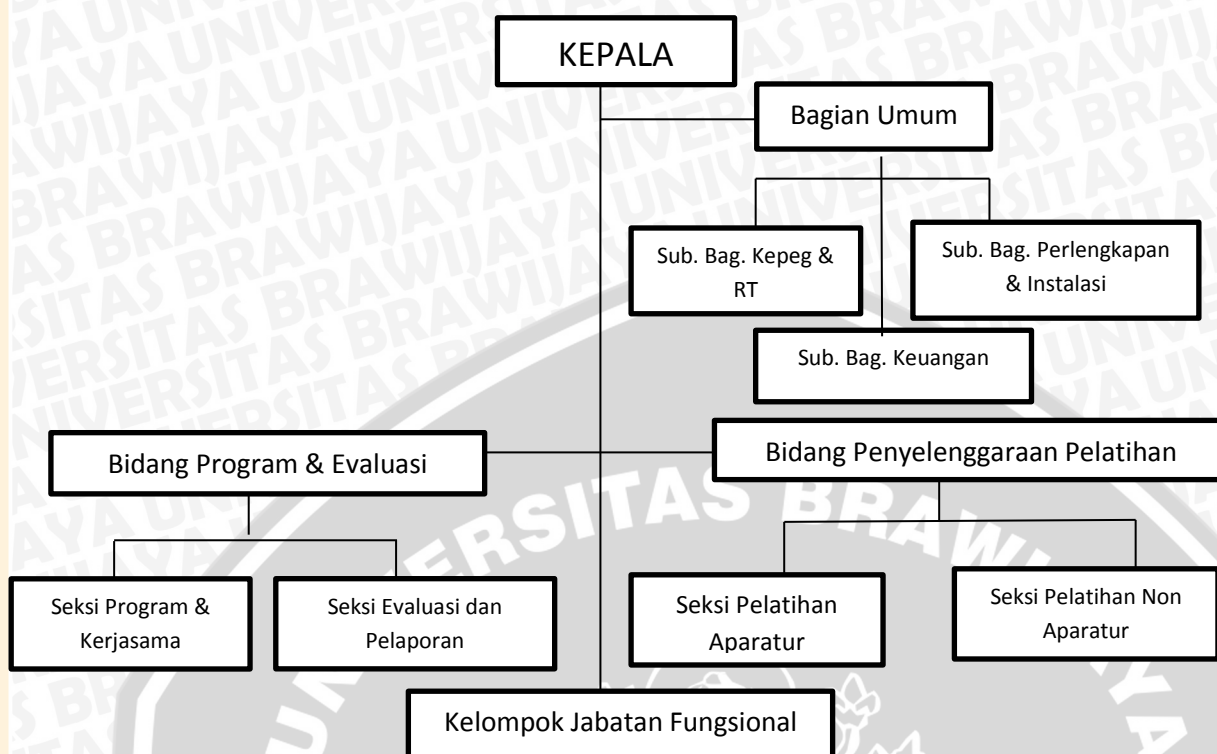 KEPALA
Bagian Umum
Sub. Bag. Kepeg &
RT
Sub. Bag. Perlengkapan
& Instalasi
Sub. Bag. Keuangan
Bidang Program & Evaluasi
Bidang Penyelenggaraan Pelatihan
Seksi Program &
Kerjasama
Seksi Evaluasi dan
Pelaporan
Seksi Pelatihan
Aparatur
Seksi Pelatihan Non
Aparatur
Kelompok Jabatan Fungsional